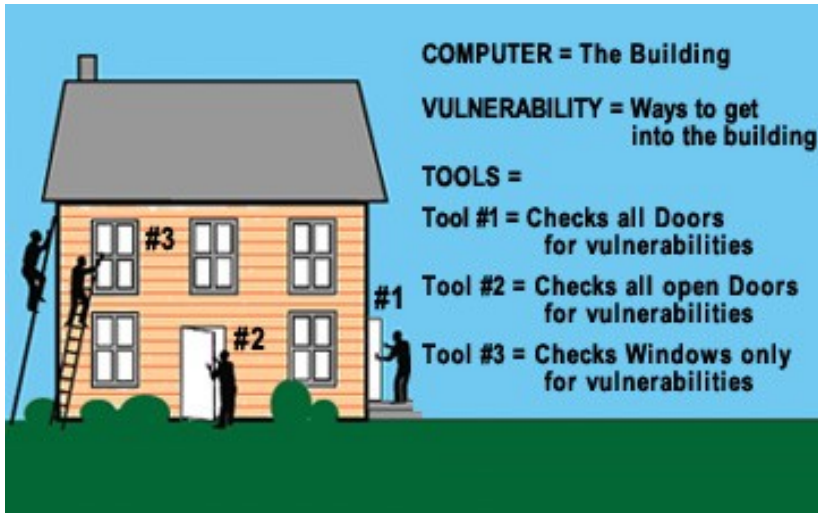 COMPUTER = The Building
VULNERABILITY = Ways to get
into the building
TOOLS =
Tool #1 = Checks all Doors
for vulnerabilities
Tool #2 = Checks all open Doors
for vulnerabilities
Tool #3 = Checks Windows only
for vulnerabilities
#3
#1
#2